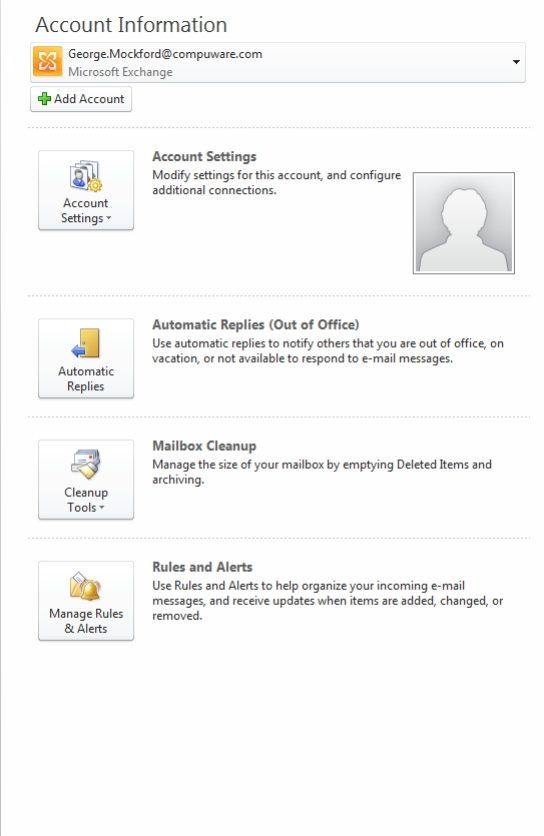 Account Information
George.Mockford@compuware.com
Microsoft Exchange
Add Account
Account
Settings
Account Settings
Modify settings for this account, and configure
additional connections.
Automatic
Replies
Automatic Replies (Out of Office)
Use automatic replies to notify others that you are out of office, on
vacation, or not available to respond to e-mail messages.
Cleanup
Tools
Mailbox Cleanup
Manage the size of your mailbox by emptying Deleted Items and
archiving.
Manage Rules
& Alerts
Rules and Alerts
Use Rules and Alerts to help organize your incoming e-mail
messages, and receive updates when items are added, changed, or
removed.